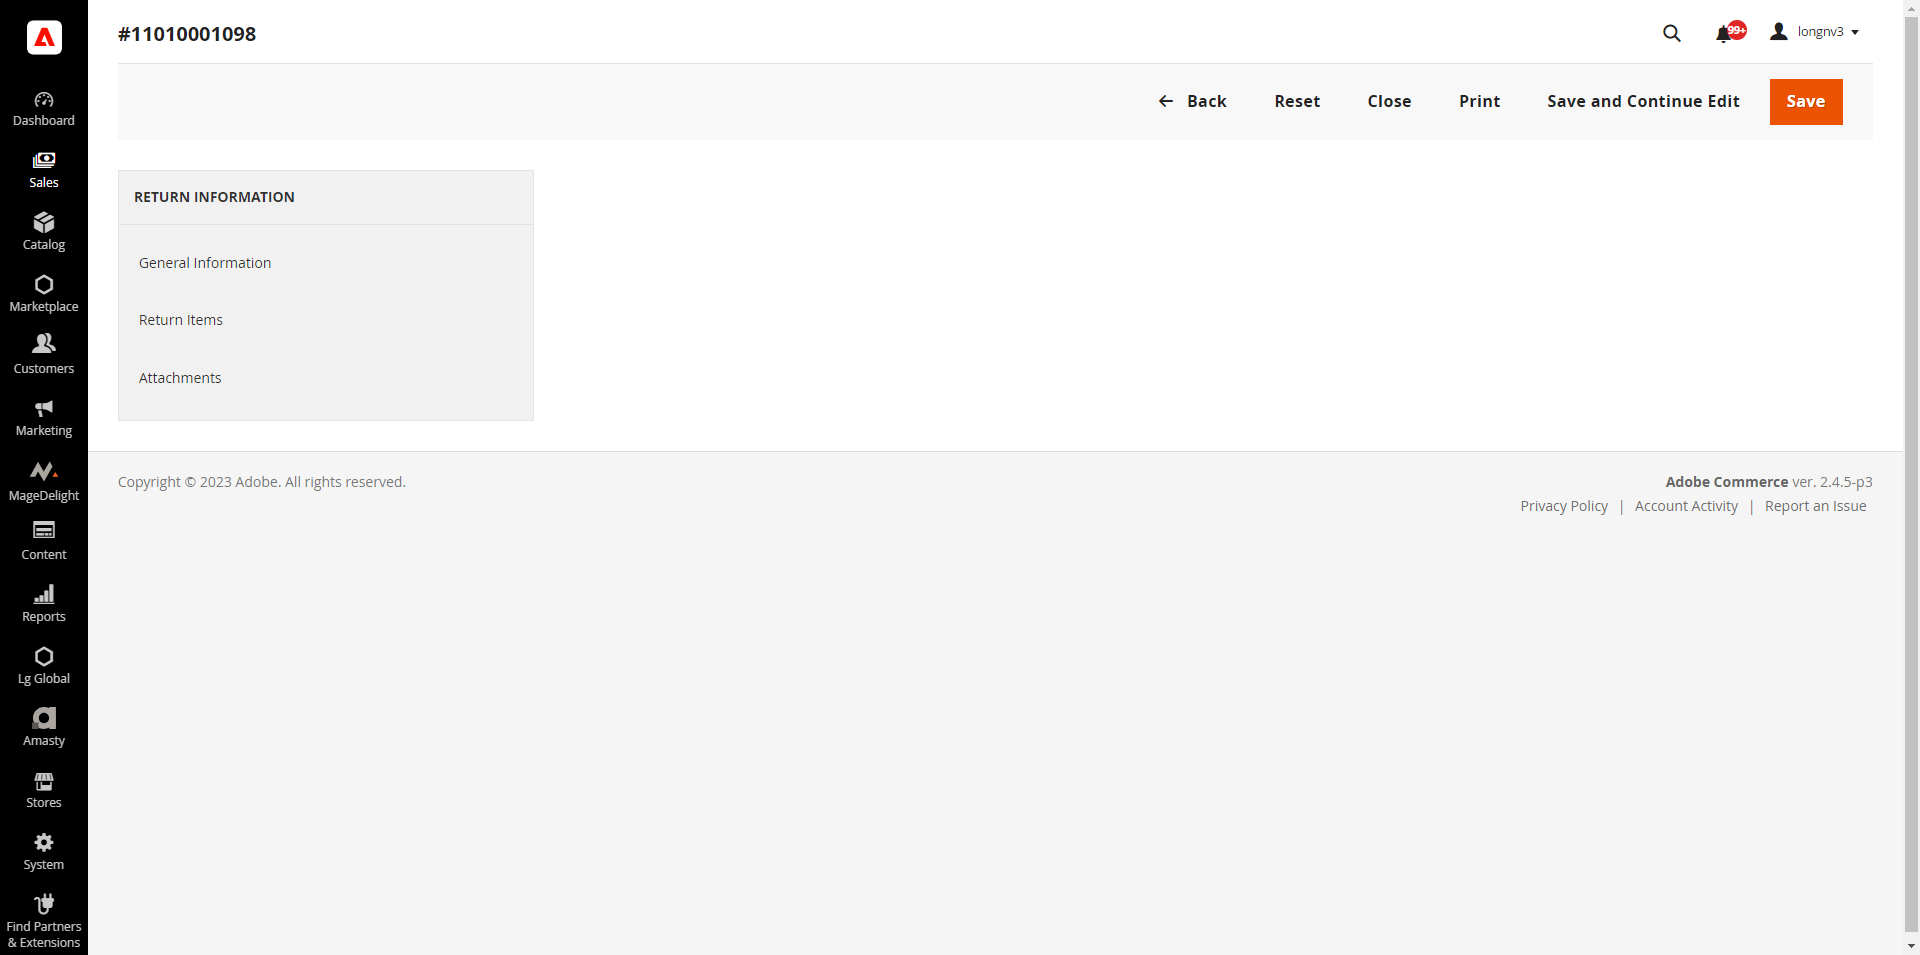 #11010001098
99+
longnv3
Back
Reset
Close
Print
Save and Continue Edit
Save
Dashboard
Sales
Catalog
Marketplace
Customers
Marketing
MageDelight
Content
Reports
Lg Global
Amasty
Stores
System
Find Partners
& Extensions
RETURN INFORMATION
General Information
Return Items
Attachments
Copyright © 2023 Adobe. All rights reserved.
Adobe Commerce ver. 2.4.5-p3
Privacy Policy | Account Activity | Report an Issue